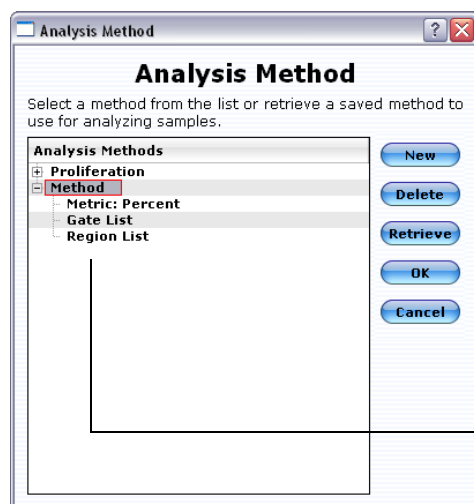 Analysis Method
?
Analysis Method
Select a method from the list or retrieve a saved method to
use for analyzing samples.
Analysis Methods
Proliferation
Method
Metric: Percent
Gate List
Region List
New
Delete
Retrieve
OK
Cancel